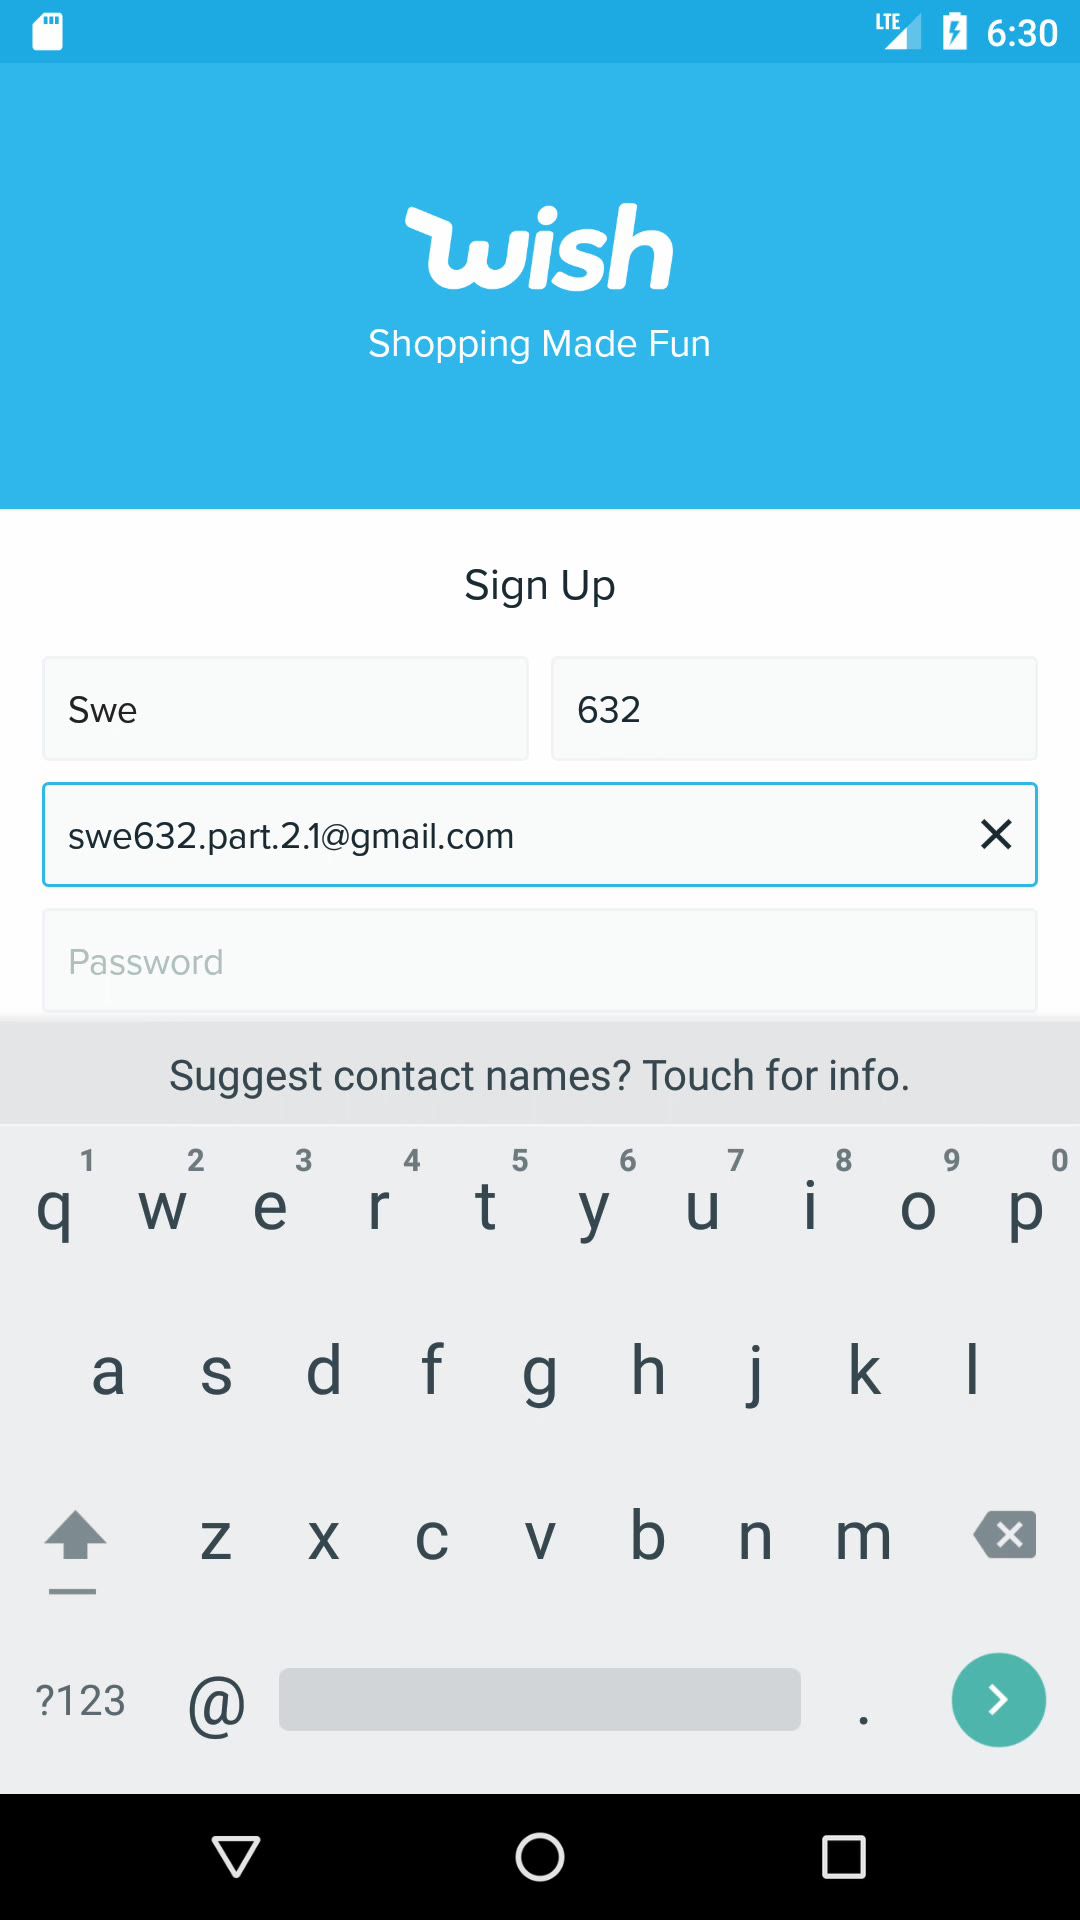 LTE 6:30
wish
Shopping Made Fun
Sign Up
Swe 632
swe632.part.2.1@gmail.com
Password
Suggest contact names? Touch for info.
1 2 3 4 5 6 7 8 9 0
q w e r t y u i o p
a s d f g h j k l
z x c v b n m
?123 @ .